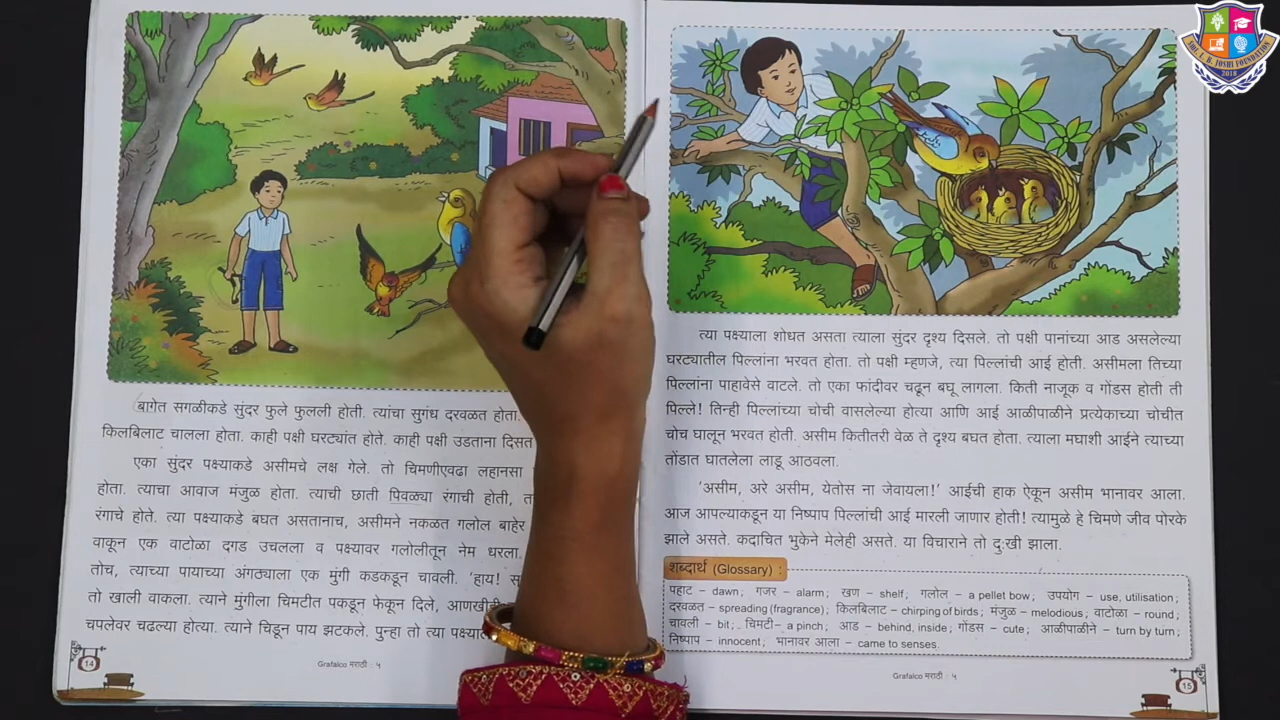 बागेत सगळीकडे सुंदर फुले फुलली होती. त्यांचा सुगंध दरवळत होता.
किलबिलाट चालला होता. काही पक्षी घरट्यांत होते. काही पक्षी उडताना दिसत
एका सुंदर पक्ष्याकडे असीमचे लक्ष गेले. तो चिमणीएवढा लहानसा
होता. त्याचा आवाज मंजुळ होता. त्याची छाती पिवळ्या रंगाची होती,
रंगाचे होते. त्या पक्ष्याकडे बघत असतानाच, असीमने नकळत गलोल बाहेर
वाकून एक वाटोळा दगड उचलला व पक्ष्यावर गलोलीतून नेम धरला.
तोच, त्याच्या पायाच्या अंगठ्याला एक मुंगी कडकडून चावली. 'हाय!
तो खाली वाकला. त्याने मुंगीला चिमटीत पकडून फेकून दिले,
चपलेवर चढल्या होत्या. त्याने चिडून पाय झटकले. पुन्हा तो त्या
14
Grafalco मराठी : ५
त्या पक्ष्याला शोधत असता त्याला सुंदर दृश्य दिसले. तो पक्षी पानांच्या आड असलेल्या
घरट्यातील पिल्लांना भरवत होता. तो पक्षी म्हणजे, त्या पिल्लांची आई होती. असीमला तिच्या
पिल्लांना पाहावेसे वाटले. तो एका फांदीवर चढून बघू लागला. किती नाजूक व गोंडस होती ती
पिल्ले! तिन्ही पिल्लांच्या चोची वासलेल्या होत्या आणि आई आळीपाळीने प्रत्येकाच्या चोचीत
चोच घालून भरवत होती. असीम कितीतरी वेळ ते दृश्य बघत होता. त्याला मघाशी आईने त्याच्या
तोंडात घातलेला लाडू आठवला.
'असीम, अरे असीम, येतोस ना जेवायला!' आईची हाक ऐकून असीम भानावर आला.
आज आपल्याकडून या निष्पाप पिल्लांची आई मारली जाणार होती! त्यामुळे हे चिमणे जीव पोरके
झाले असते. कदाचित भुकेने मेलेही असते. या विचाराने तो दुःखी झाला.
शब्दार्थ (Glossary) :
पहाट – dawn; गजर – alarm; खण – shelf; गलोल – a pellet bow; उपयोग – use, utilisation;
दरवळत – spreading (fragrance); किलबिलाट – chirping of birds; मंजुळ – melodious; वाटोळा – round;
चावली – bit; चिमटी – a pinch; आड – behind, inside; गोंडस – cute; आळीपाळीने – turn by turn;
निष्पाप – innocent; भानावर आला – came to senses.
Grafalco मराठी : ५
15
B. JOSHI FOUNDATION
2018